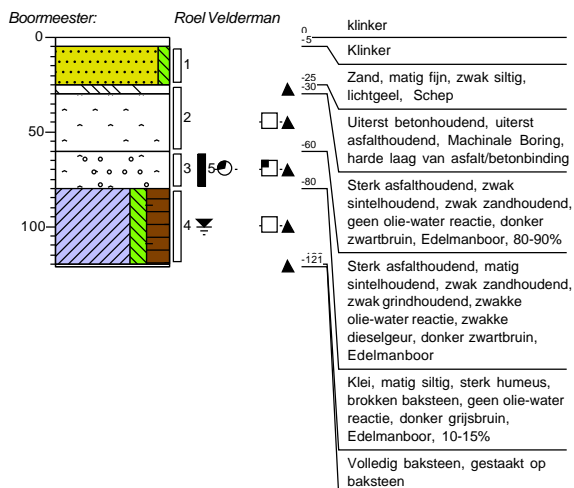 Boormeester: Roel Velderman
0
50
100
1
2
3
5
4
0
-5
-25
-30
-60
-80
-121
klinker
Klinker
Zand, matig fijn, zwak siltig,
lichtgeel, Schep
Uiterst betonhoudend, uiterst
asfalthoudend, Machinale Boring,
harde laag van asfalt/betonbinding
Sterk asfalthoudend, zwak
sintelhoudend, zwak zandhoudend,
geen olie-water reactie, donker
zwartbruin, Edelmanboor, 80-90%
Sterk asfalthoudend, matig
sintelhoudend, zwak zandhoudend,
zwak grindhoudend, zwakke
olie-water reactie, zwakke
dieselgeur, donker zwartbruin,
Edelmanboor
Klei, matig siltig, sterk humeus,
brokken baksteen, geen olie-water
reactie, donker grijsbruin,
Edelmanboor, 10-15%
Volledig baksteen, gestaakt op
baksteen